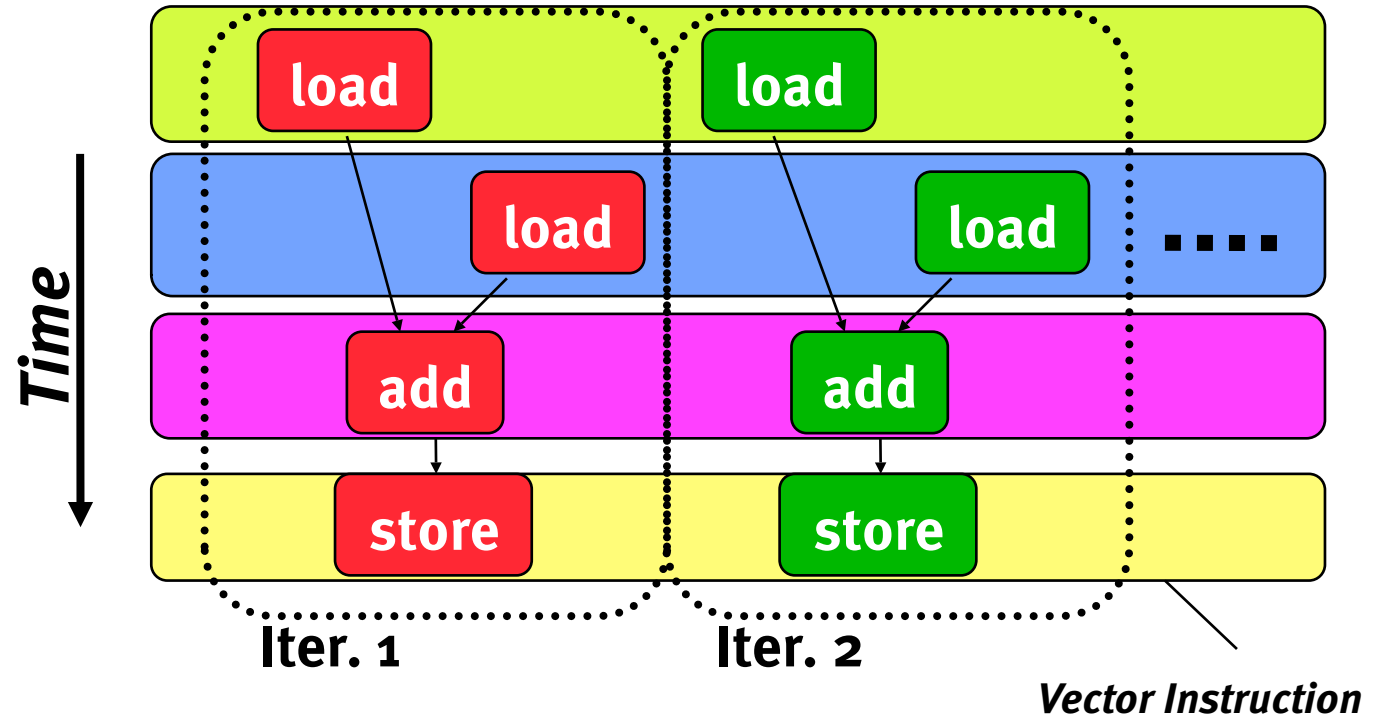 load load
load load
Time
add add
store store
Iter. 1 Iter. 2
Vector Instruction